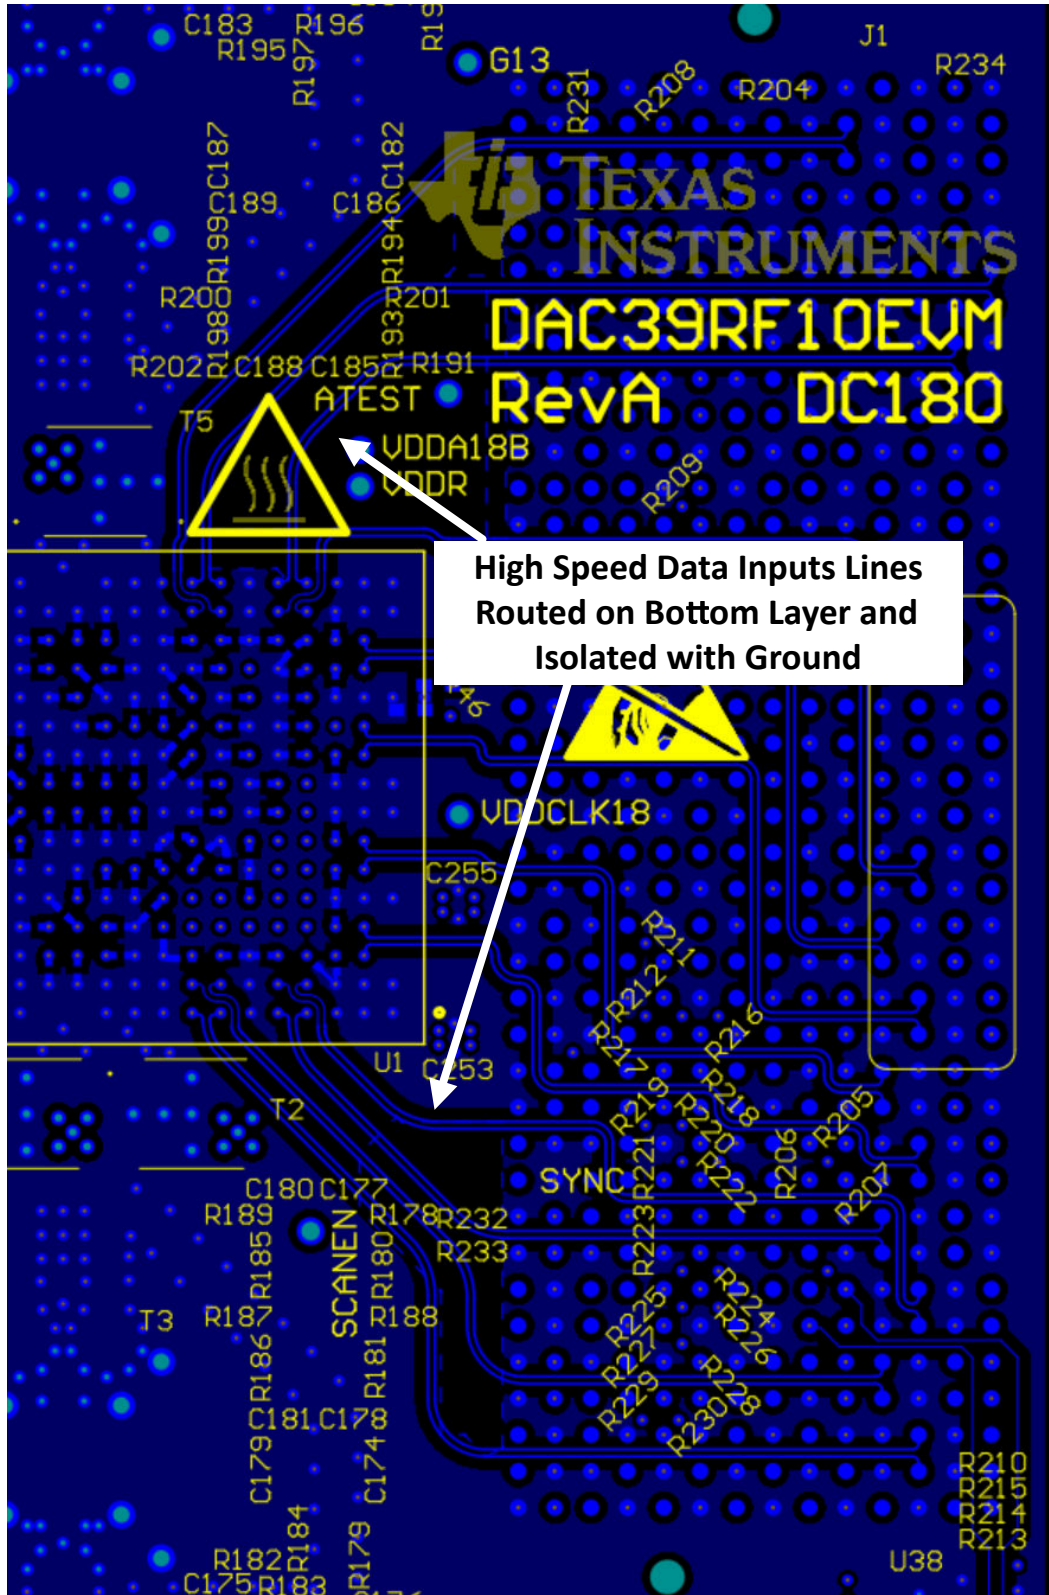 C183
R196
R195
R197
G13
J1
R234
R231
R208
R204
C187
C182
C189
C186
R199
R194
TEXAS
INSTRUMENTS
R200
R201
R193
DAC39RF10EVM
R202
C188
C185
R191
ATEST
RevA
DC180
T5
VDDA18B
VDDR
R209
High Speed Data Inputs Lines
Routed on Bottom Layer and
Isolated with Ground
VDDCLK18
C255
R211
R212
R216
R217
U1
C253
R219
R218
R205
T2
R220
R221
R206
R222
R207
SYNC
C180
C177
R189
R178
R232
R223
R233
R185
R180
SCANEN
R224
T3
R187
R188
R225
R226
R227
R186
R181
R228
R229
C181
C178
R230
C179
C174
R210
R215
R214
R213
R184
R179
R182
U38
C175
R183